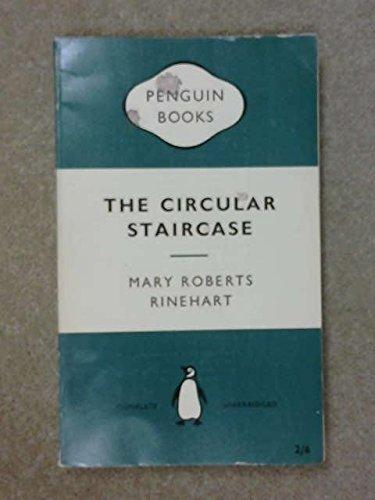 PENGUIN
BOOKS
THE CIRCULAR
STAIRCASE
MARY ROBERTS
RINEHART
COMPLETE UNABRIDGED
2/6